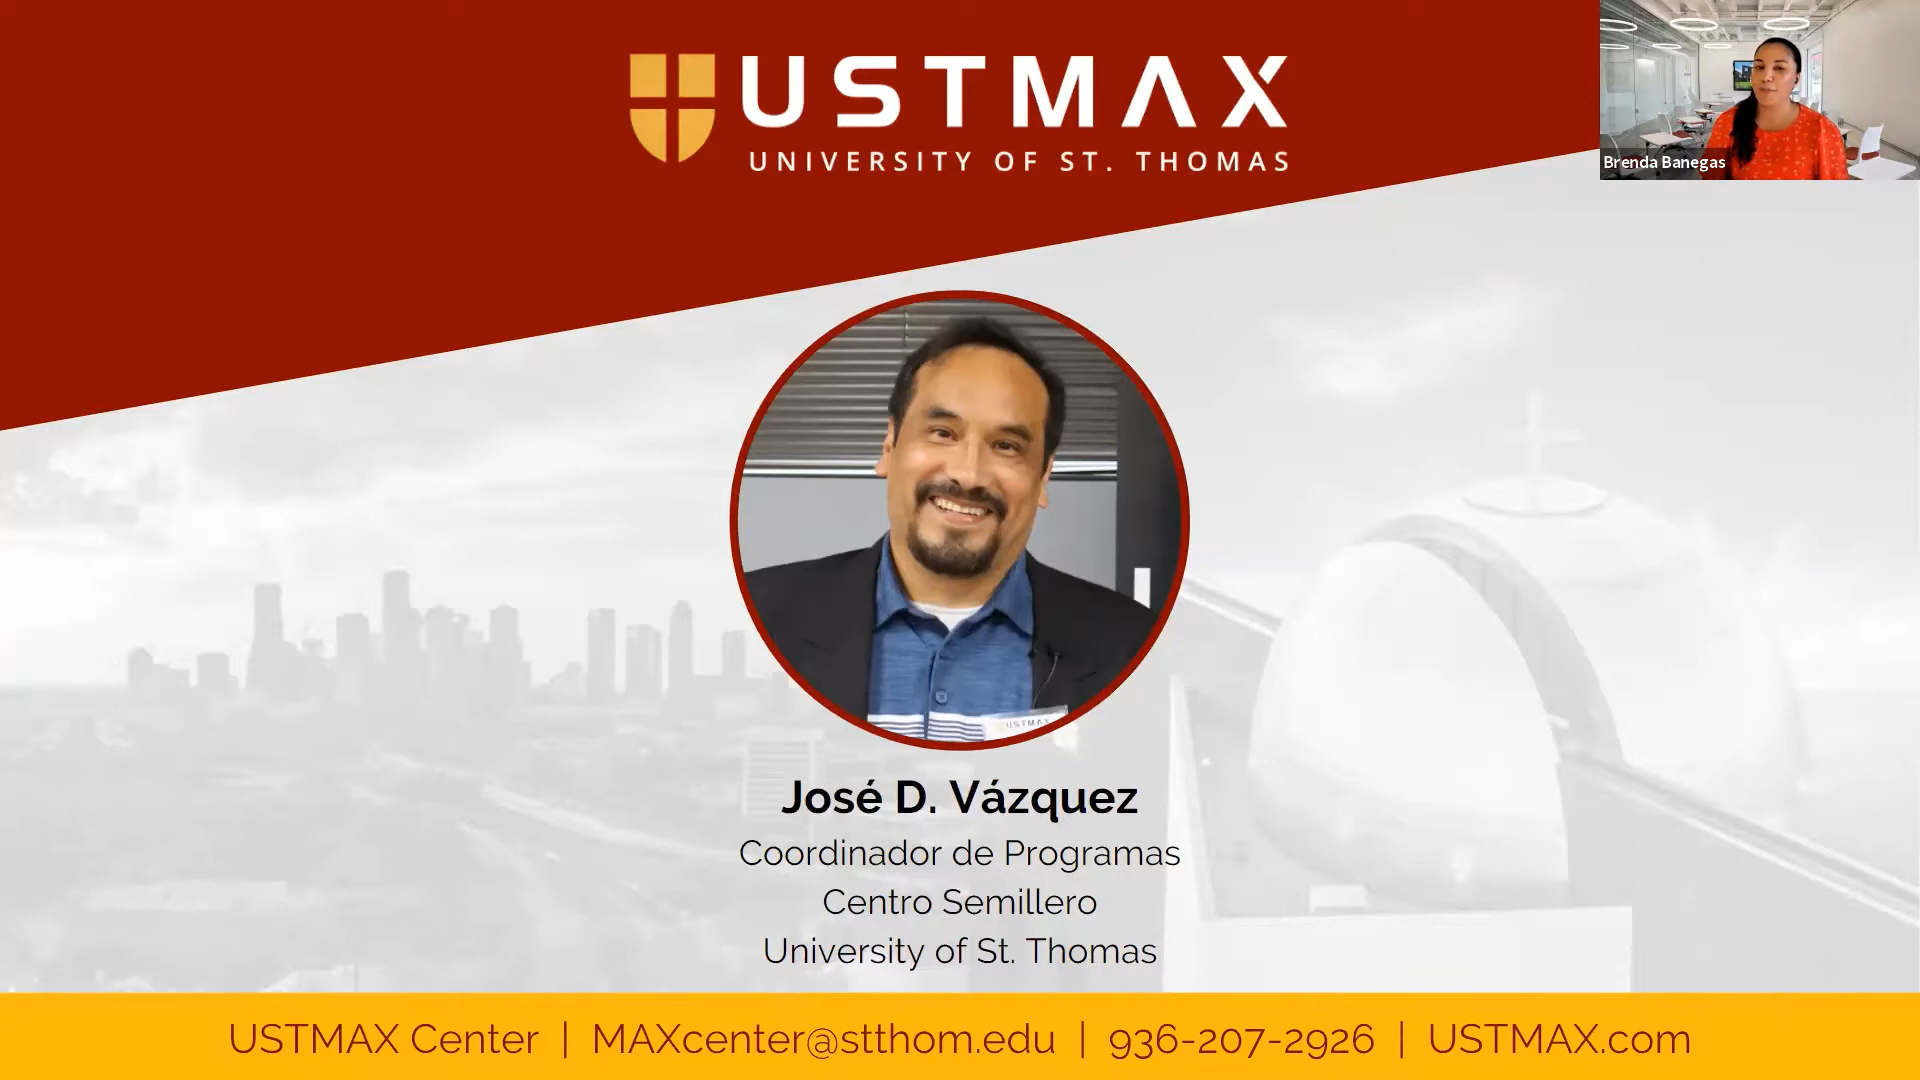 USTMAX
UNIVERSITY OF ST. THOMAS
Brenda Banegas
USTMAX
José D. Vázquez
Coordinador de Programas
Centro Semillero
University of St. Thomas
USTMAX Center | MAXcenter@stthom.edu | 936-207-2926 | USTMAX.com